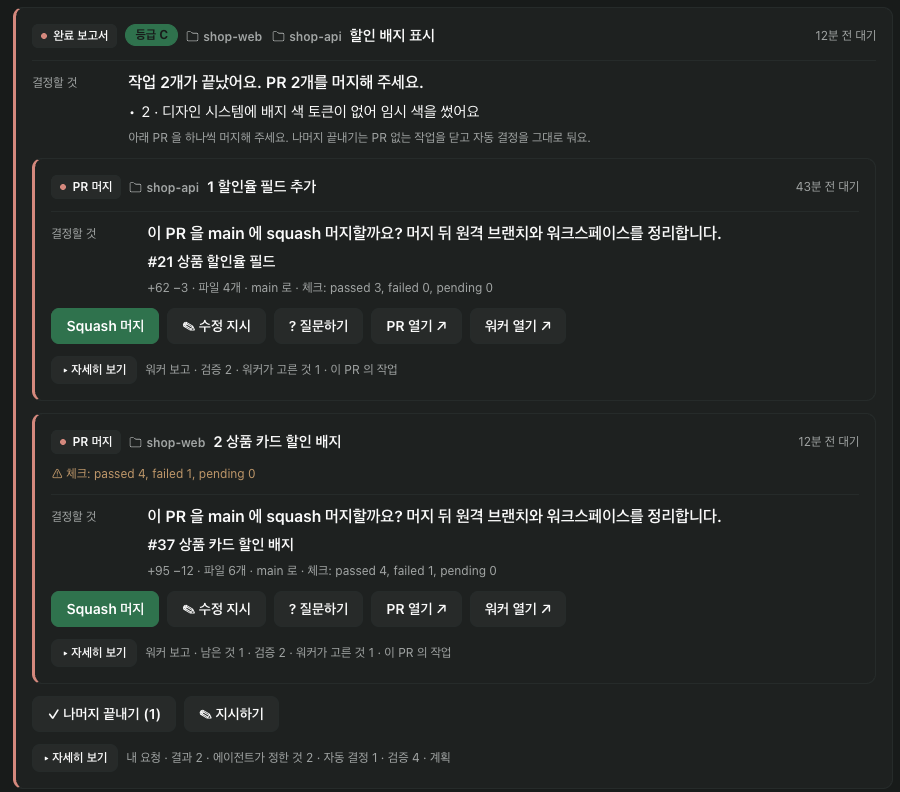 완료 보고서 등급 C shop-web shop-api 할인 배지 표시 12분 전 대기
결정할 것 작업 2개가 끝났어요. PR 2개를 머지해 주세요.
• 2 · 디자인 시스템에 배지 색 토큰이 없어 임시 색을 썼어요
아래 PR 을 하나씩 머지해 주세요. 나머지 끝내기는 PR 없는 작업을 닫고 자동 결정을 그대로 둬요.
PR 머지 shop-api 1 할인율 필드 추가 43분 전 대기
결정할 것 이 PR 을 main 에 squash 머지할까요? 머지 뒤 원격 브랜치와 워크스페이스를 정리합니다.
#21 상품 할인율 필드
+62 −3 · 파일 4개 · main 로 · 체크: passed 3, failed 0, pending 0
Squash 머지 ✎ 수정 지시 ? 질문하기 PR 열기 ↗ 워커 열기 ↗
▸ 자세히 보기 워커 보고 · 검증 2 · 워커가 고른 것 1 · 이 PR 의 작업
PR 머지 shop-web 2 상품 카드 할인 배지 12분 전 대기
⚠ 체크: passed 4, failed 1, pending 0
결정할 것 이 PR 을 main 에 squash 머지할까요? 머지 뒤 원격 브랜치와 워크스페이스를 정리합니다.
#37 상품 카드 할인 배지
+95 −12 · 파일 6개 · main 로 · 체크: passed 4, failed 1, pending 0
Squash 머지 ✎ 수정 지시 ? 질문하기 PR 열기 ↗ 워커 열기 ↗
▸ 자세히 보기 워커 보고 · 남은 것 1 · 검증 2 · 워커가 고른 것 1 · 이 PR 의 작업
✓ 나머지 끝내기 (1) ✎ 지시하기
▸ 자세히 보기 내 요청 · 결과 2 · 에이전트가 정한 것 2 · 자동 결정 1 · 검증 4 · 계획